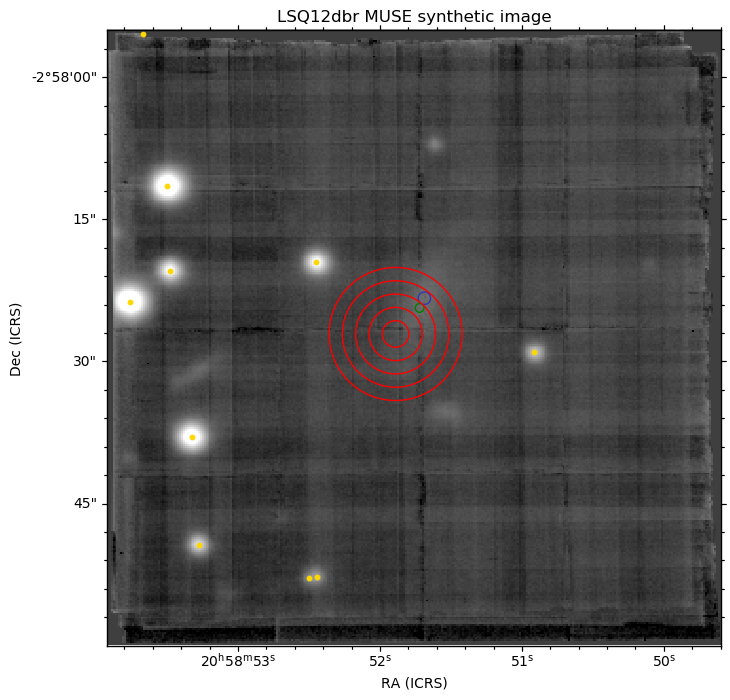 LSQ12dbr MUSE synthetic image
-2°58'00"
15"
30"
45"
Dec (ICRS)
20ʰ58ᵐ53ˢ 52ˢ 51ˢ 50ˢ
RA (ICRS)